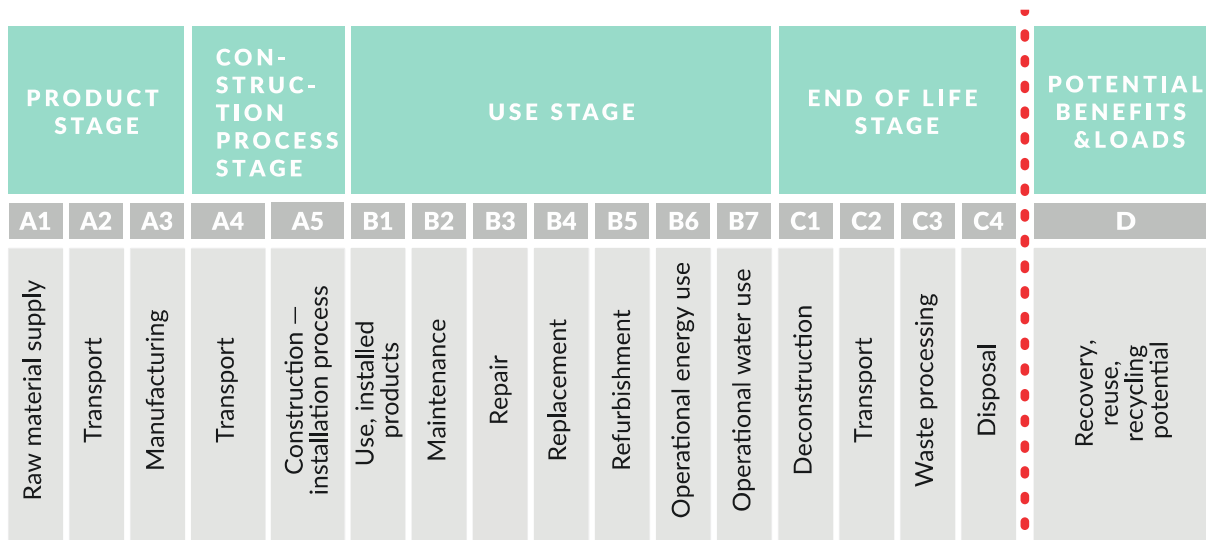 PRODUCT
STAGE
CON-
STRUC-
TION
PROCESS
STAGE
USE STAGE
END OF LIFE
STAGE
POTENTIAL
BENEFITS
&LOADS
A1
A2
A3
A4
A5
B1
B2
B3
B4
B5
B6
B7
C1
C2
C3
C4
D
Raw material supply
Transport
Manufacturing
Transport
Construction –
installation process
Use, installed
products
Maintenance
Repair
Replacement
Refurbishment
Operational energy use
Operational water use
Deconstruction
Transport
Waste processing
Disposal
Recovery,
reuse,
recycling
potential